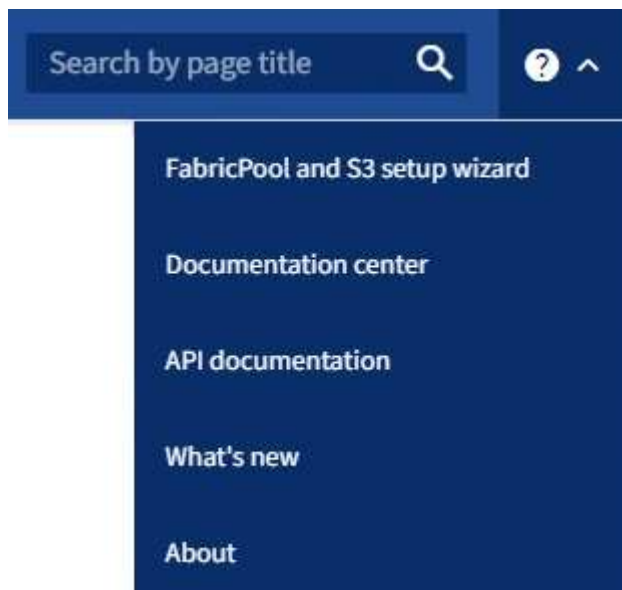 Search by page title
FabricPool and S3 setup wizard
Documentation center
API documentation
What's new
About